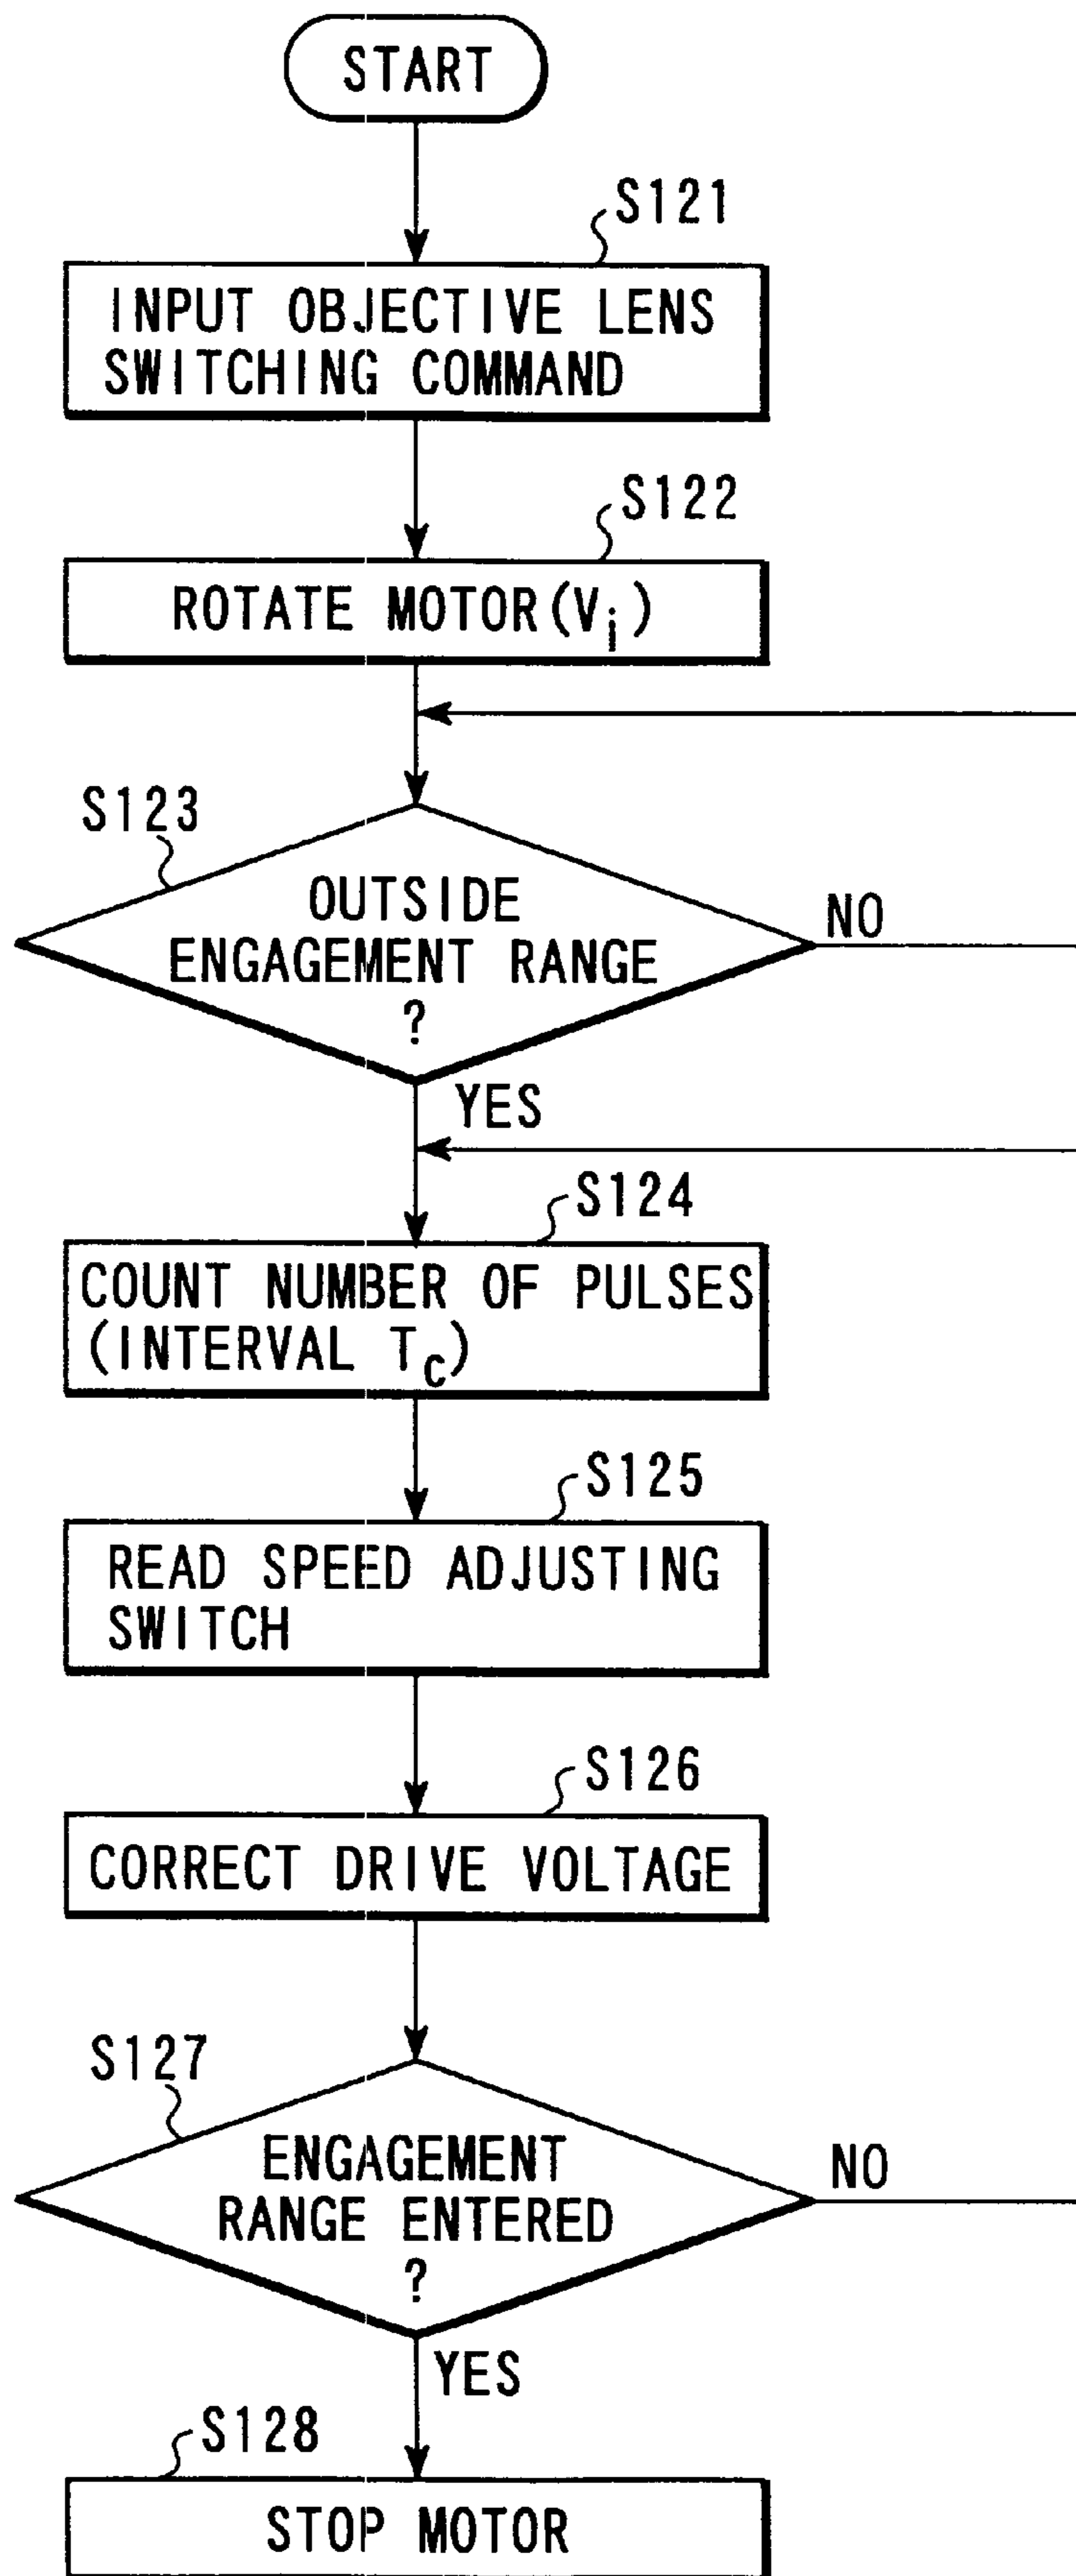 START
S121
INPUT OBJECTIVE LENS
SWITCHING COMMAND
S122
ROTATE MOTOR(Vi)
S123
OUTSIDE
ENGAGEMENT RANGE
?
NO
YES
S124
COUNT NUMBER OF PULSES
(INTERVAL Tc)
S125
READ SPEED ADJUSTING
SWITCH
S126
CORRECT DRIVE VOLTAGE
S127
ENGAGEMENT
RANGE ENTERED
?
NO
YES
S128
STOP MOTOR